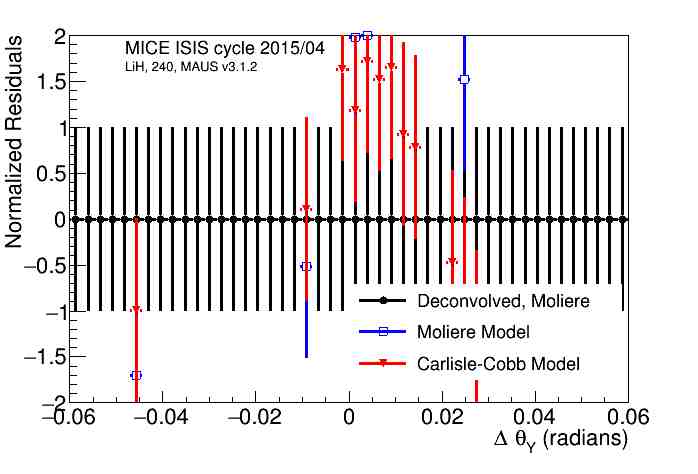 MICE ISIS cycle 2015/04
LiH, 240, MAUS v3.1.2
Normalized Residuals
2
1.5
1
0.5
0
−0.5
−1
−1.5
−2
Deconvolved, Moliere
Moliere Model
Carlisle-Cobb Model
−0.06 −0.04 −0.02 0 0.02 0.04 0.06
Δ θY (radians)